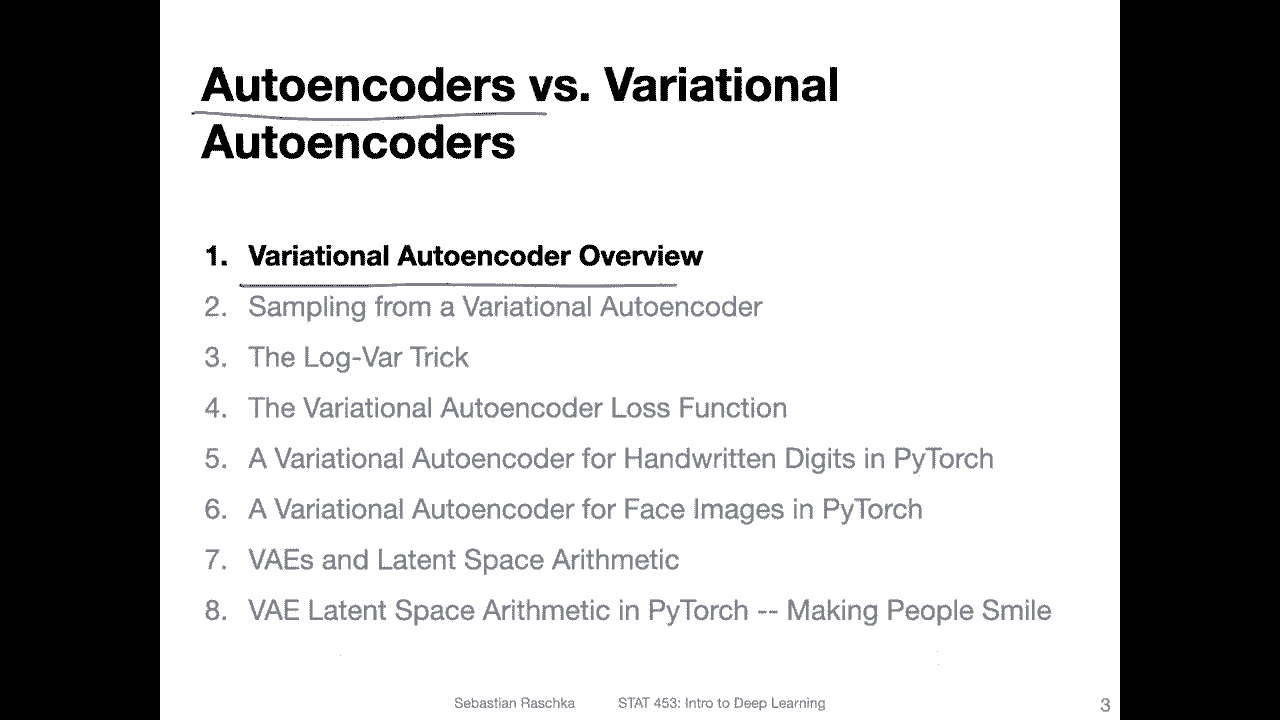 Autoencoders vs. Variational
Autoencoders
1. Variational Autoencoder Overview
2. Sampling from a Variational Autoencoder
3. The Log-Var Trick
4. The Variational Autoencoder Loss Function
5. A Variational Autoencoder for Handwritten Digits in PyTorch
6. A Variational Autoencoder for Face Images in PyTorch
7. VAEs and Latent Space Arithmetic
8. VAE Latent Space Arithmetic in PyTorch -- Making People Smile
Sebastian Raschka STAT 453: Intro to Deep Learning 3